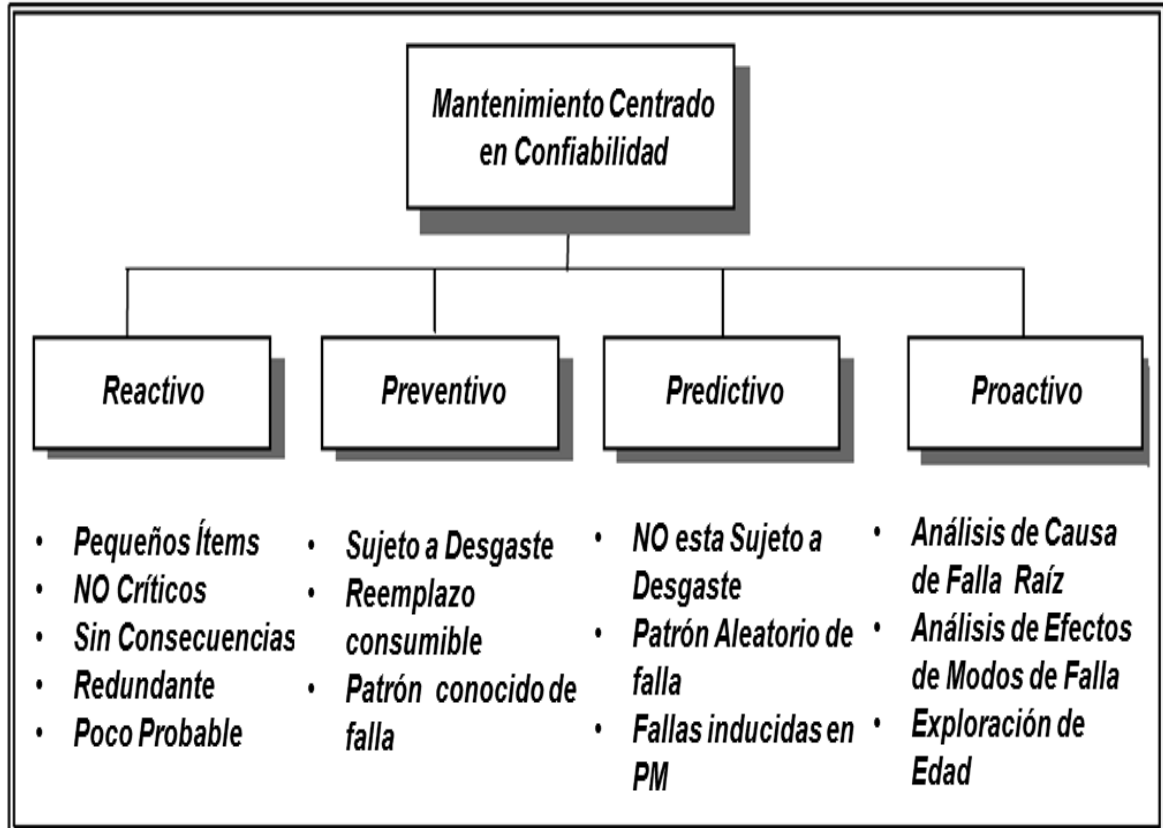 Mantenimiento Centrado
en Confiabilidad
Reactivo
Preventivo
Predictivo
Proactivo
• Pequeños Ítems
• NO Críticos
• Sin Consecuencias
• Redundante
• Poco Probable
• Sujeto a Desgaste
• Reemplazo
consumible
• Patrón conocido de
falla
• NO esta Sujeto a
Desgaste
• Patrón Aleatorio de
falla
• Fallas inducidas en
PM
• Análisis de Causa
de Falla Raíz
• Análisis de Efectos
de Modos de Falla
• Exploración de
Edad